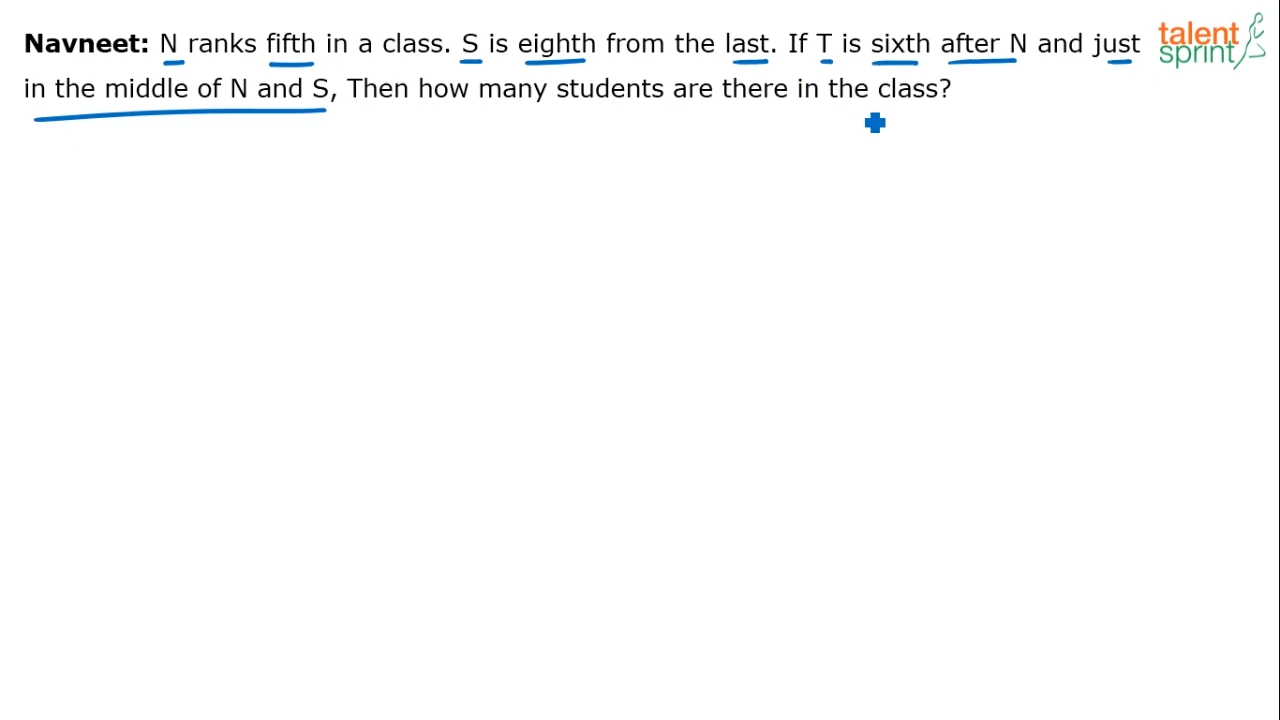 Navneet: N ranks fifth in a class. S is eighth from the last. If T is sixth after N and just
in the middle of N and S, Then how many students are there in the class?
talent
sprint